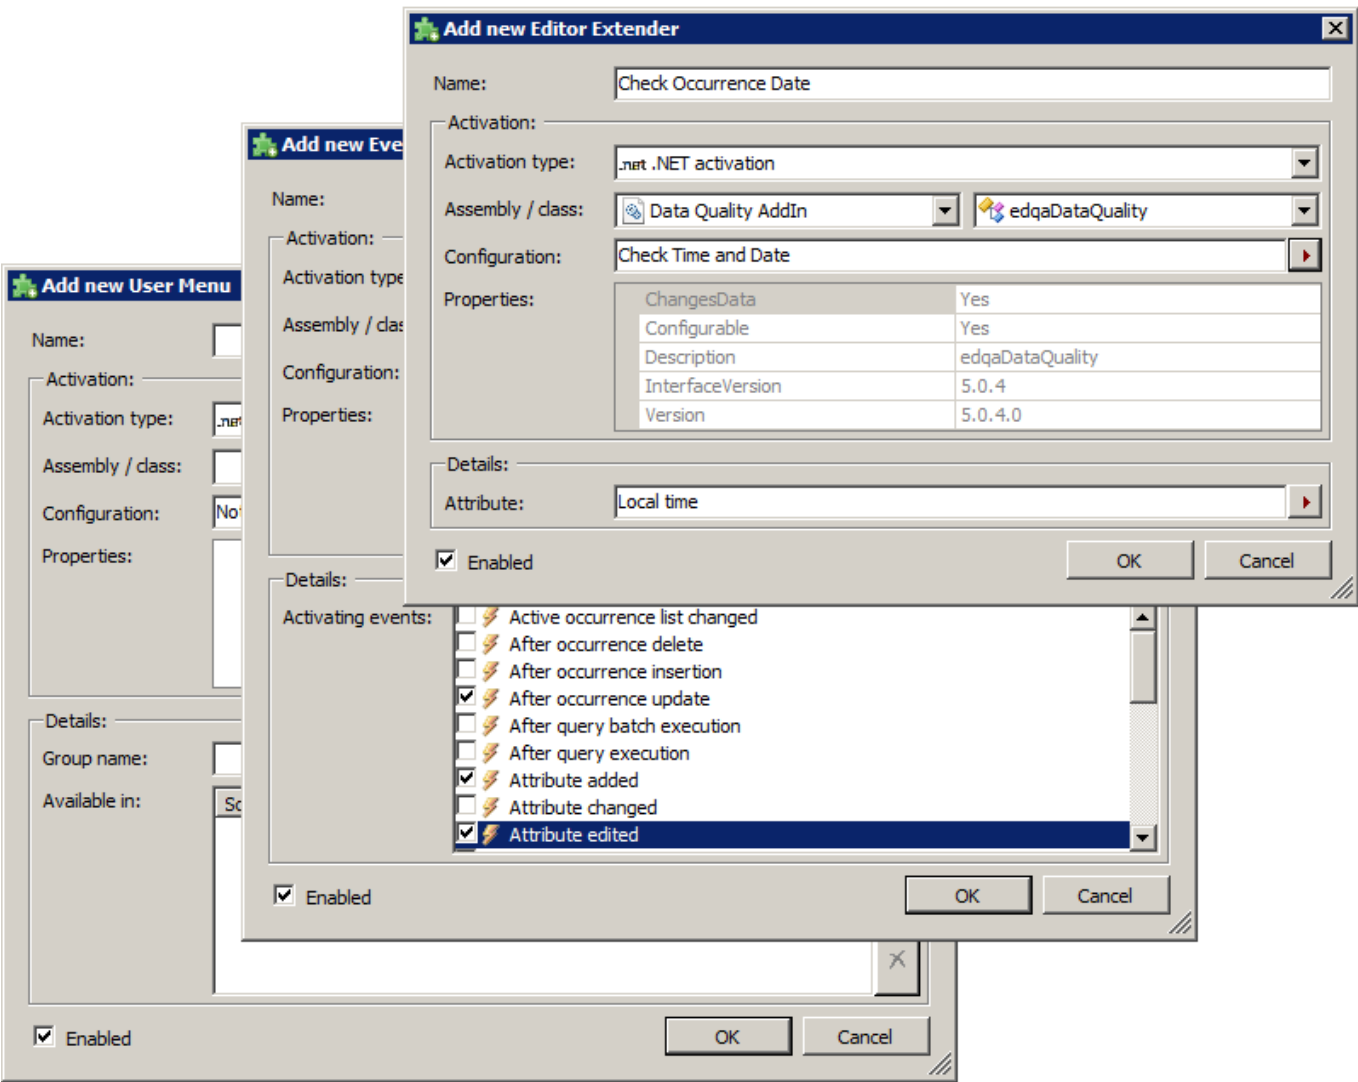 Add new Editor Extender
Name: Check Occurrence Date
Activation:
Activation type: .net .NET activation
Assembly / class: Data Quality AddIn edqaDataQuality
Configuration: Check Time and Date
Properties: ChangesData Yes
Configurable Yes
Description edqaDataQuality
InterfaceVersion 5.0.4
Version 5.0.4.0
Details:
Attribute: Local time
Enabled OK Cancel
Add new Eve
Name:
Activation:
Activation type
Assembly / clas
Configuration:
Properties:
Details:
Activating events: Active occurrence list changed
After occurrence delete
After occurrence insertion
After occurrence update
After query batch execution
After query execution
Attribute added
Attribute changed
Attribute edited
Enabled OK Cancel
Add new User Menu
Name:
Activation:
Activation type: .net
Assembly / class:
Configuration: No
Properties:
Details:
Group name:
Available in: Sc
Enabled OK Cancel